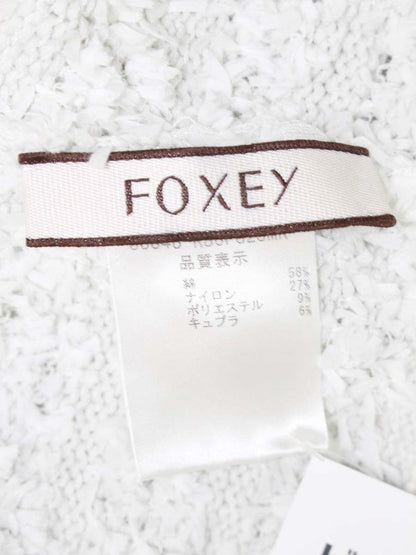 FOXEY
品質表示
綿 58%
ナイロン 27%
ポリエステル 9%
キュプラ 6%